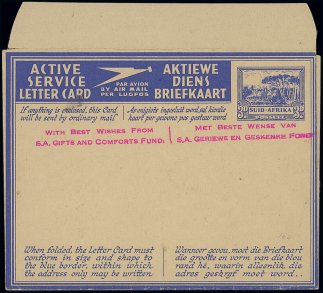 ACTIVE SERVICE LETTER CARD
PAR AVION
BY AIR MAIL
PER LUGPOS
AKTIEWE DIENS BRIEFKAART
SUID-AFRIKA
3D
POSSEËL
If anything is enclosed, this Card
will be sent by ordinary mail
As enigiets ingesluit word, sal hierdie
kaart per gewone pos gestuur word
WITH BEST WISHES FROM
S.A. GIFTS AND COMFORTS FUND:
MET BESTE WENSE VAN
S.A. GERIEWE EN GESKENKE FONDS
When folded, the Letter Card must
conform in size and shape to
the blue border, within which
the address only may be written
Wanneer gevou, moet die Briefkaart
die grootte en vorm van die blou
rand hê, waarin alleenlik die
adres geskryf moet word.